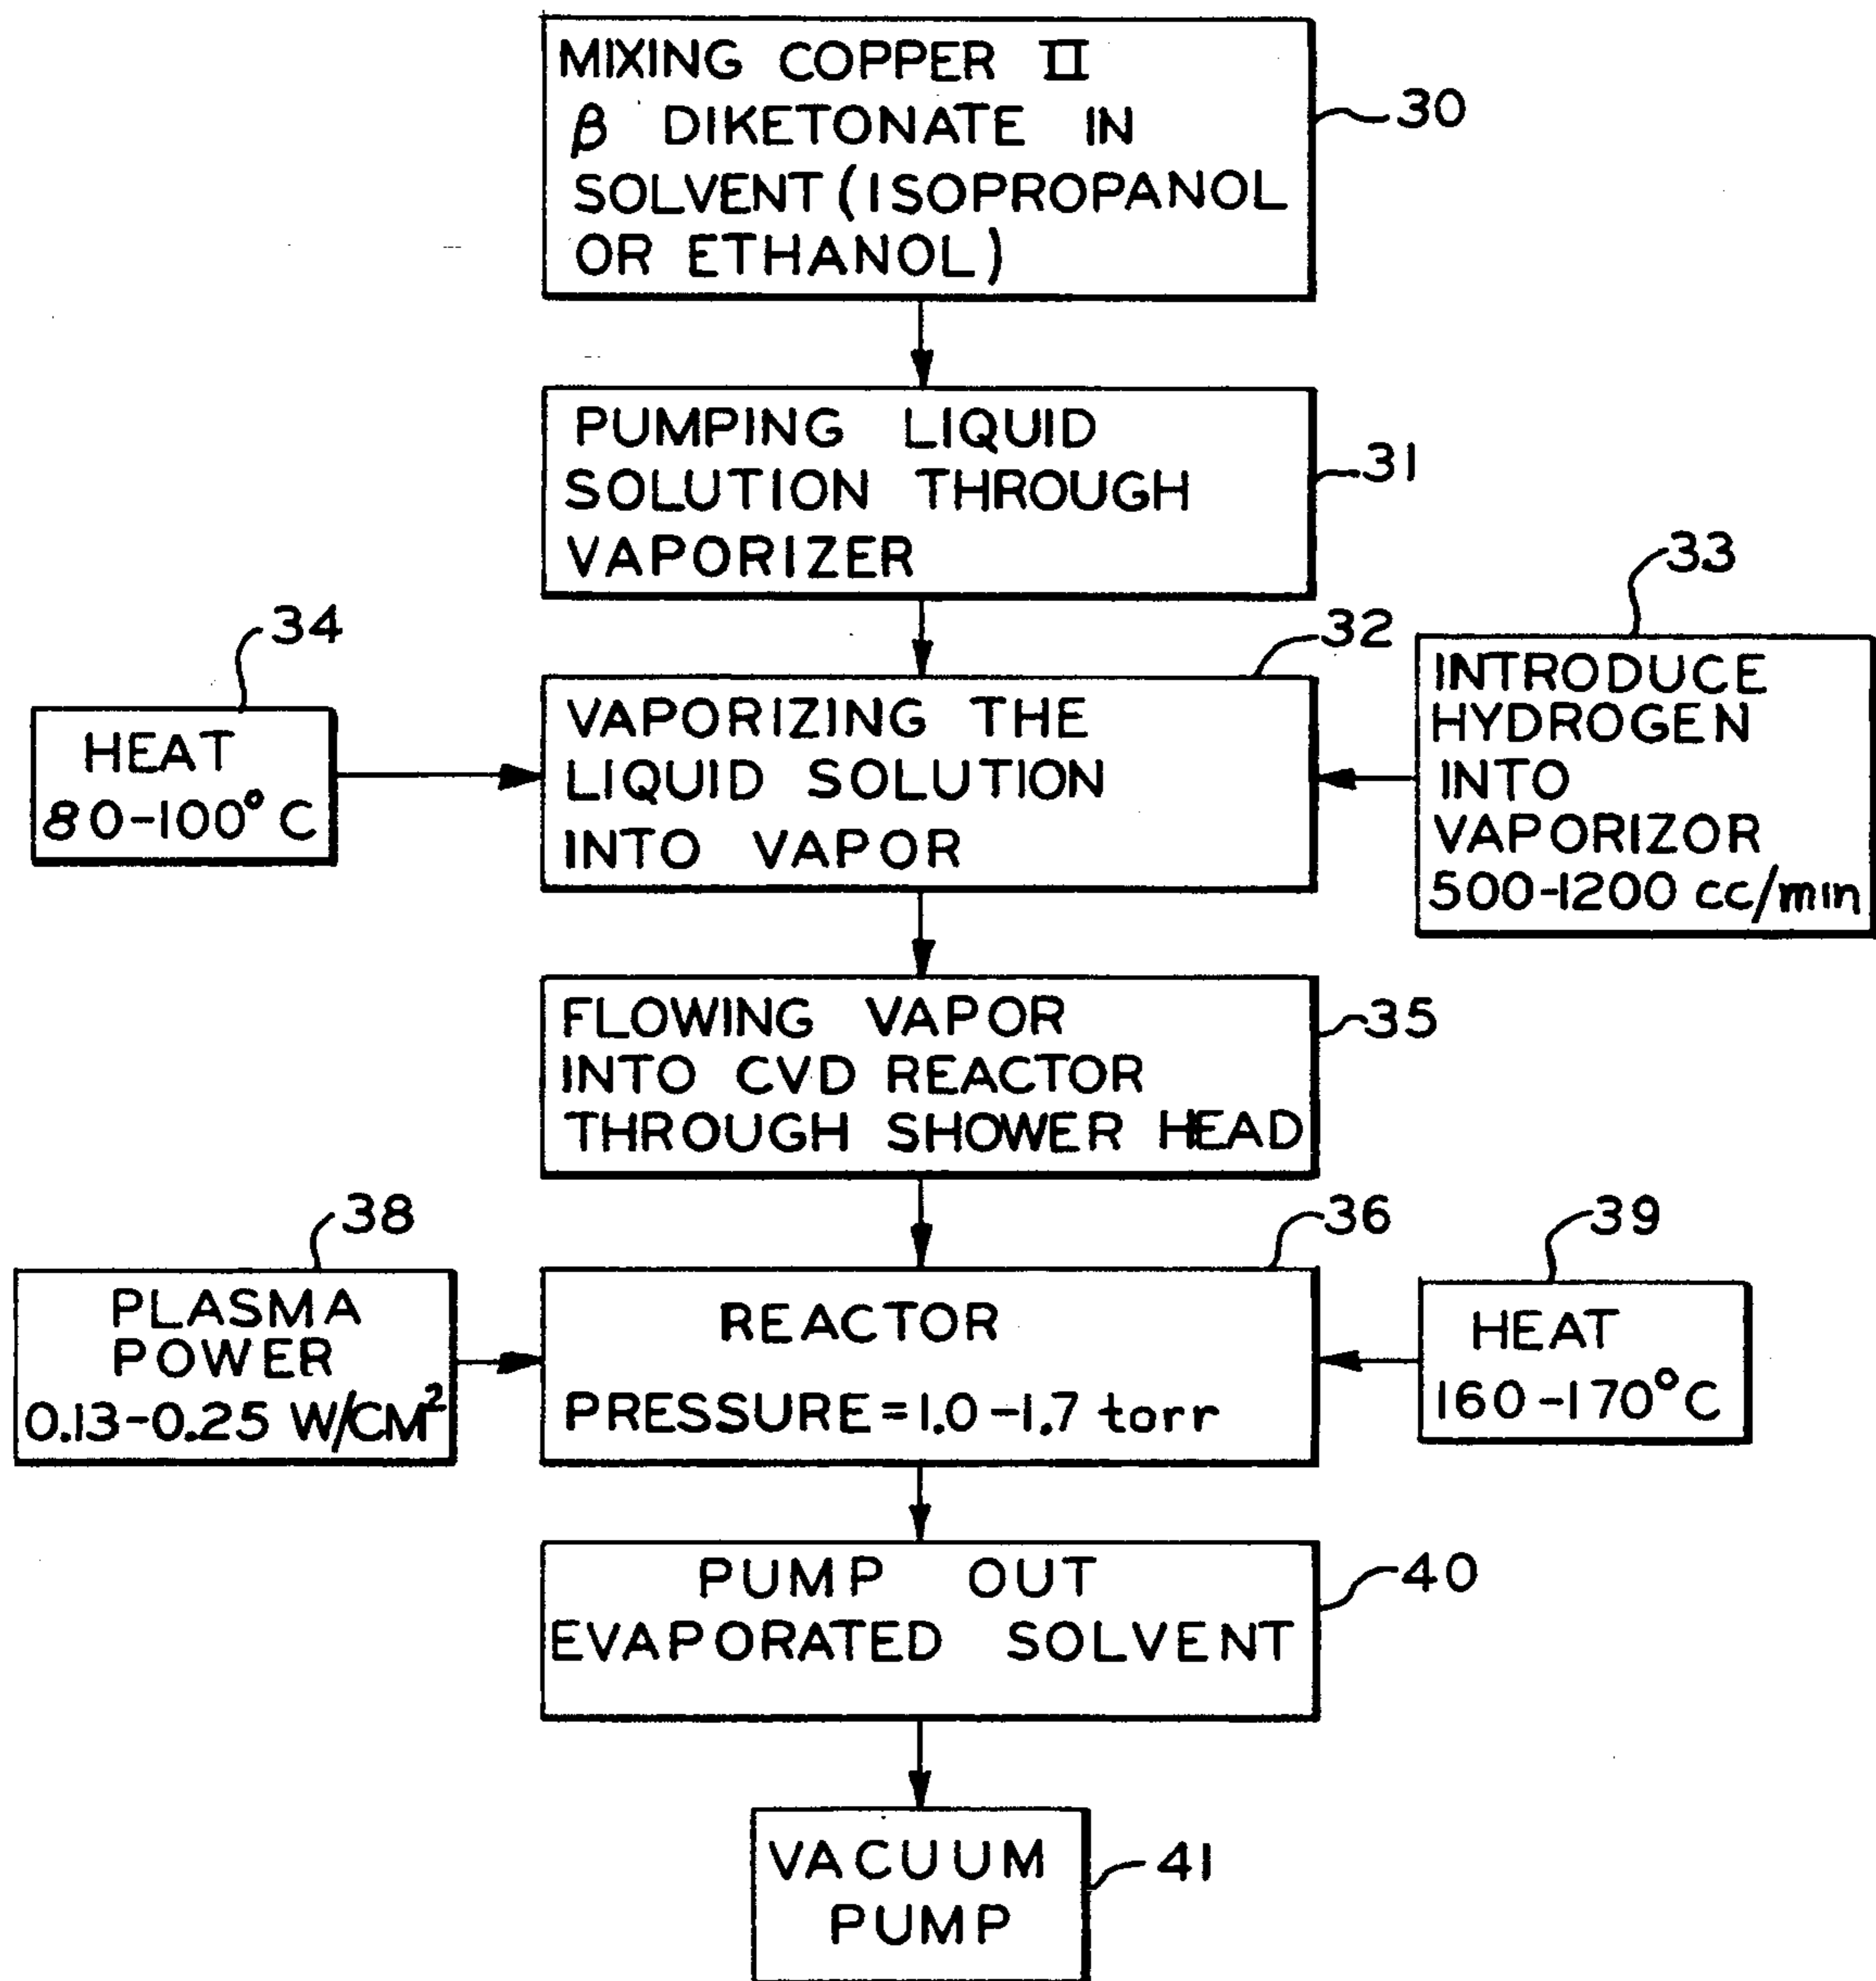 MIXING COPPER II
β DIKETONATE IN
SOLVENT (ISOPROPANOL
OR ETHANOL)
30
PUMPING LIQUID
SOLUTION THROUGH
VAPORIZER
31
34
HEAT
80-100° C
32
VAPORIZING THE
LIQUID SOLUTION
INTO VAPOR
33
INTRODUCE
HYDROGEN
INTO
VAPORIZOR
500-1200 cc/min
FLOWING VAPOR
INTO CVD REACTOR
THROUGH SHOWER HEAD
35
38
PLASMA
POWER
0.13-0.25 W/CM²
36
REACTOR
PRESSURE = 1.0-1.7 torr
39
HEAT
160-170°C
PUMP OUT
EVAPORATED SOLVENT
40
VACUUM
PUMP
41